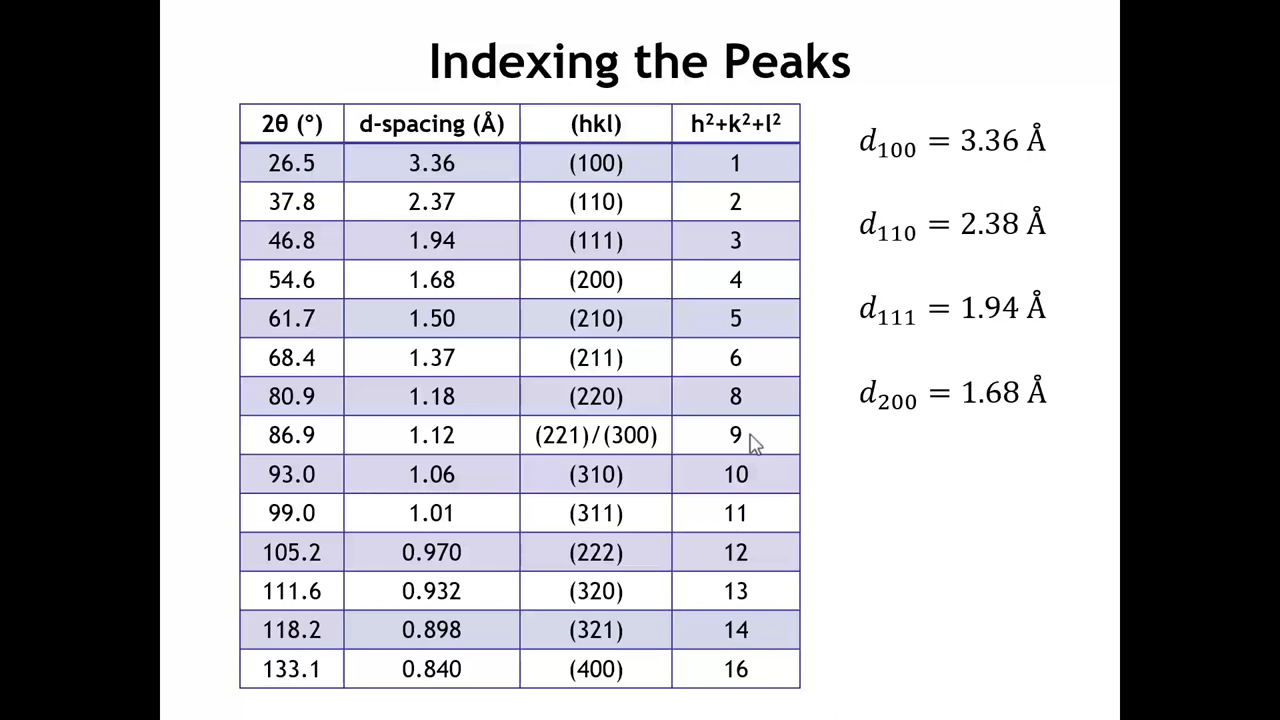 Indexing the Peaks
2θ (°) d-spacing (Å) (hkl) h²+k²+l²
26.5 3.36 (100) 1
37.8 2.37 (110) 2
46.8 1.94 (111) 3
54.6 1.68 (200) 4
61.7 1.50 (210) 5
68.4 1.37 (211) 6
80.9 1.18 (220) 8
86.9 1.12 (221)/(300) 9
93.0 1.06 (310) 10
99.0 1.01 (311) 11
105.2 0.970 (222) 12
111.6 0.932 (320) 13
118.2 0.898 (321) 14
133.1 0.840 (400) 16
d₁₀₀ = 3.36 Å
d₁₁₀ = 2.38 Å
d₁₁₁ = 1.94 Å
d₂₀₀ = 1.68 Å